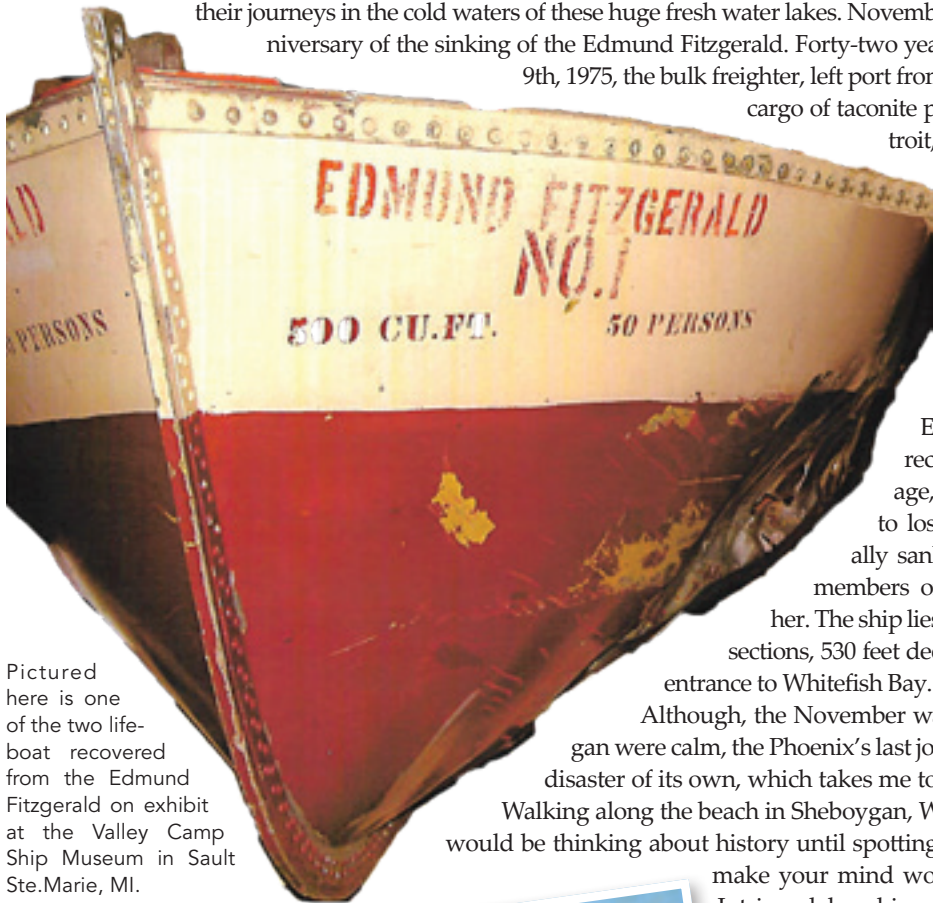 their journeys in the cold waters of these huge fresh water lakes. Novemb
niversary of the sinking of the Edmund Fitzgerald. Forty-two yea
9th, 1975, the bulk freighter, left port from
cargo of taconite p
troit,
EDMUND FITZGERALD
NO.1
500 CU.FT. 50 PERSONS
LD
PERSONS
E
rec
age,
to los
ally san
members o
her. The ship lies
sections, 530 feet de
entrance to Whitefish Bay.
Although, the November w
gan were calm, the Phoenix's last jo
disaster of its own, which takes me to
Walking along the beach in Sheboygan, W
would be thinking about history until spotting
make your mind wo
Pictured
here is one
of the two life-
boat recovered
from the Edmund
Fitzgerald on exhibit
at the Valley Camp
Ship Museum in Sault
Ste.Marie, MI.